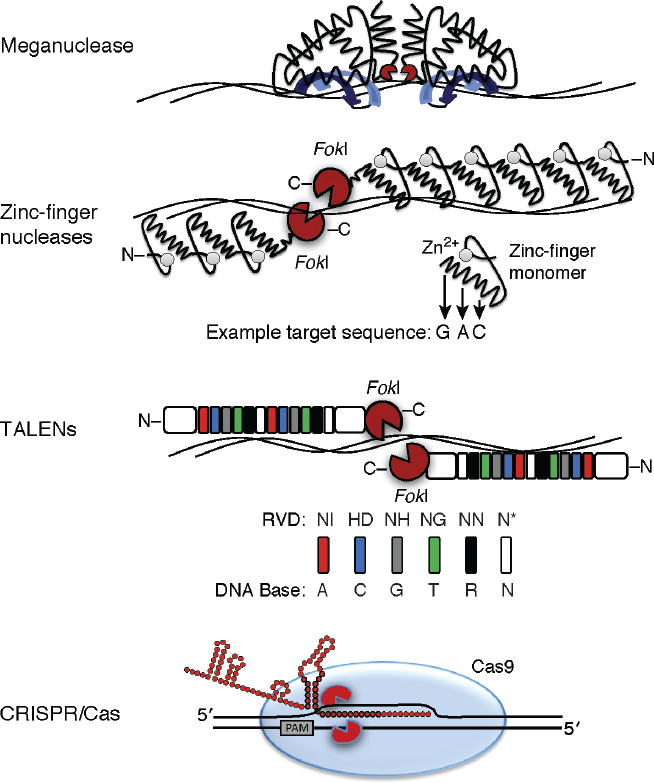 Meganuclease
FokI
C–
–N
Zinc-finger
nucleases
–C
N–
FokI
Zn2+
Zinc-finger
monomer
Example target sequence: G A C
FokI
N–
–C
TALENs
C–
–N
FokI
RVD: NI HD NH NG NN N*
DNA Base: A C G T R N
Cas9
CRISPR/Cas
5′
PAM
5′